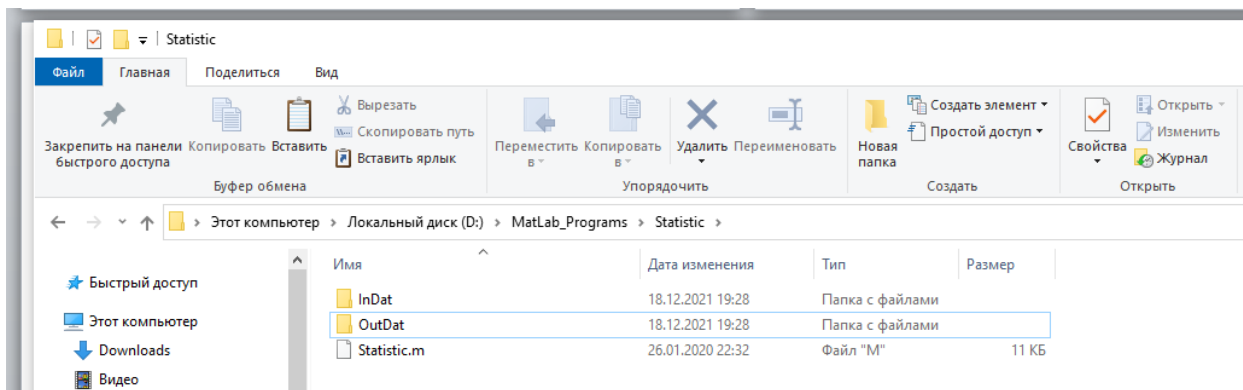 Statistic
Файл Главная Поделиться Вид
Закрепить на панели быстрого доступа
Копировать
Вставить
Вырезать
Скопировать путь
Вставить ярлык
Буфер обмена
Переместить в
Копировать в
Удалить
Переименовать
Упорядочить
Новая папка
Создать элемент
Простой доступ
Создать
Свойства
Открыть
Изменить
Журнал
Открыть
Этот компьютер > Локальный диск (D:) > MatLab_Programs > Statistic >
Быстрый доступ
Этот компьютер
Downloads
Видео
Имя Дата изменения Тип Размер
InDat 18.12.2021 19:28 Папка с файлами
OutDat 18.12.2021 19:28 Папка с файлами
Statistic.m 26.01.2020 22:32 Файл "M" 11 КБ